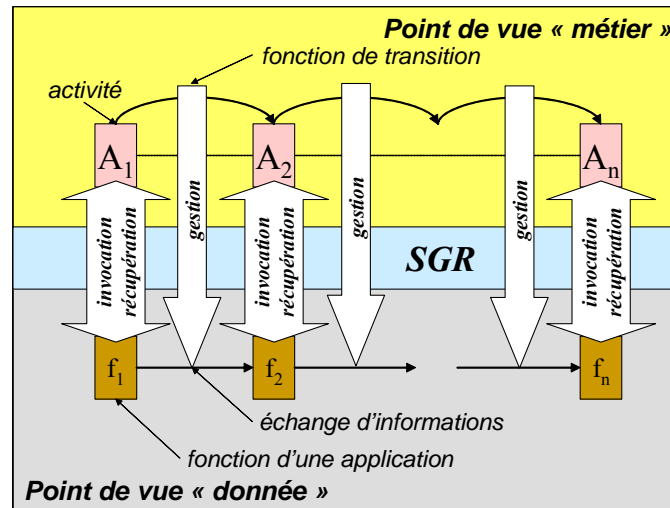 Point de vue « métier »
fonction de transition
activité
A1
A2
An
invocation
récupération
gestion
invocation
récupération
gestion
gestion
invocation
récupération
SGR
f1
f2
fn
échange d’informations
fonction d’une application
Point de vue « donnée »